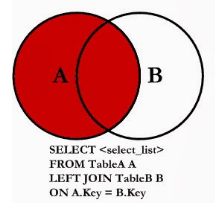 A B
SELECT <select_list>
FROM TableA A
LEFT JOIN TableB B
ON A.Key = B.Key